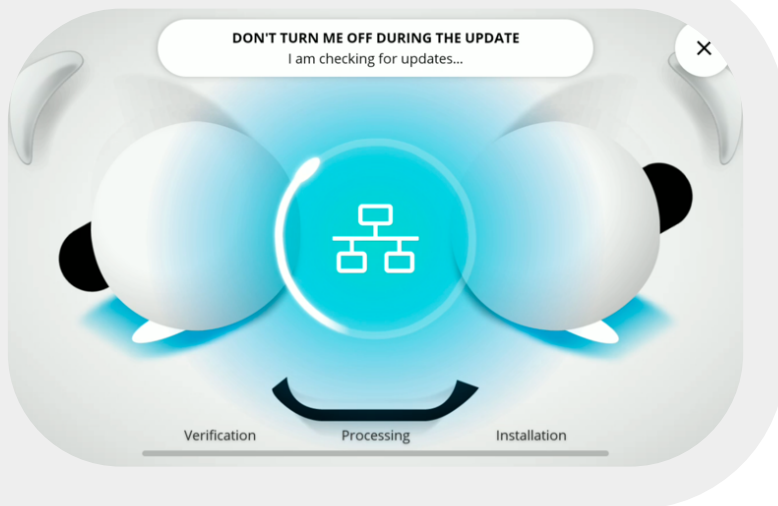 DON'T TURN ME OFF DURING THE UPDATE
I am checking for updates...
Verification
Processing
Installation